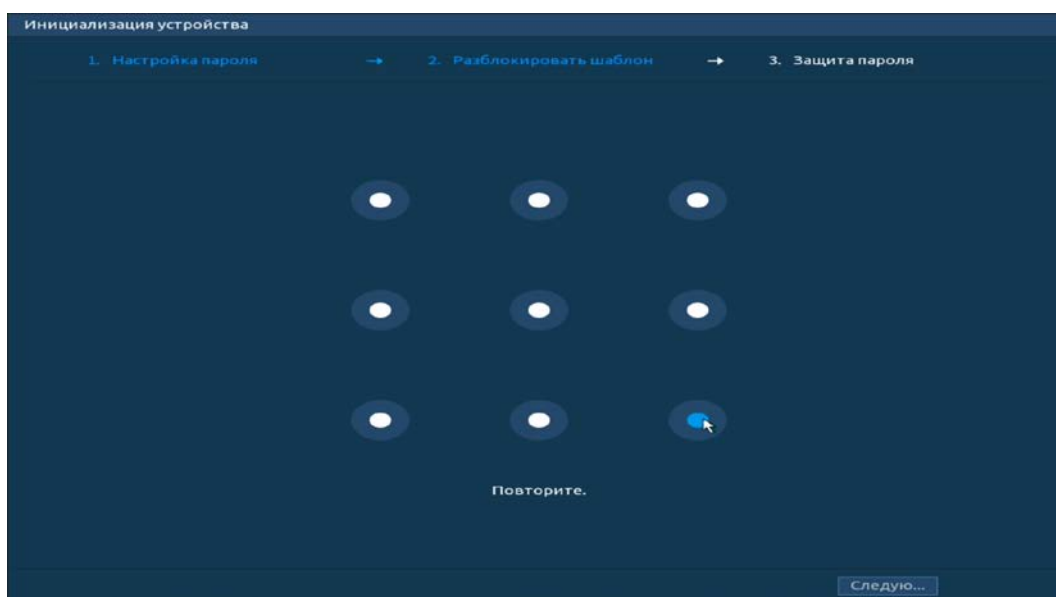 Инициализация устройства
1. Настройка пароля → 2. Разблокировать шаблон → 3. Защита пароля
Повторите.
Следую...